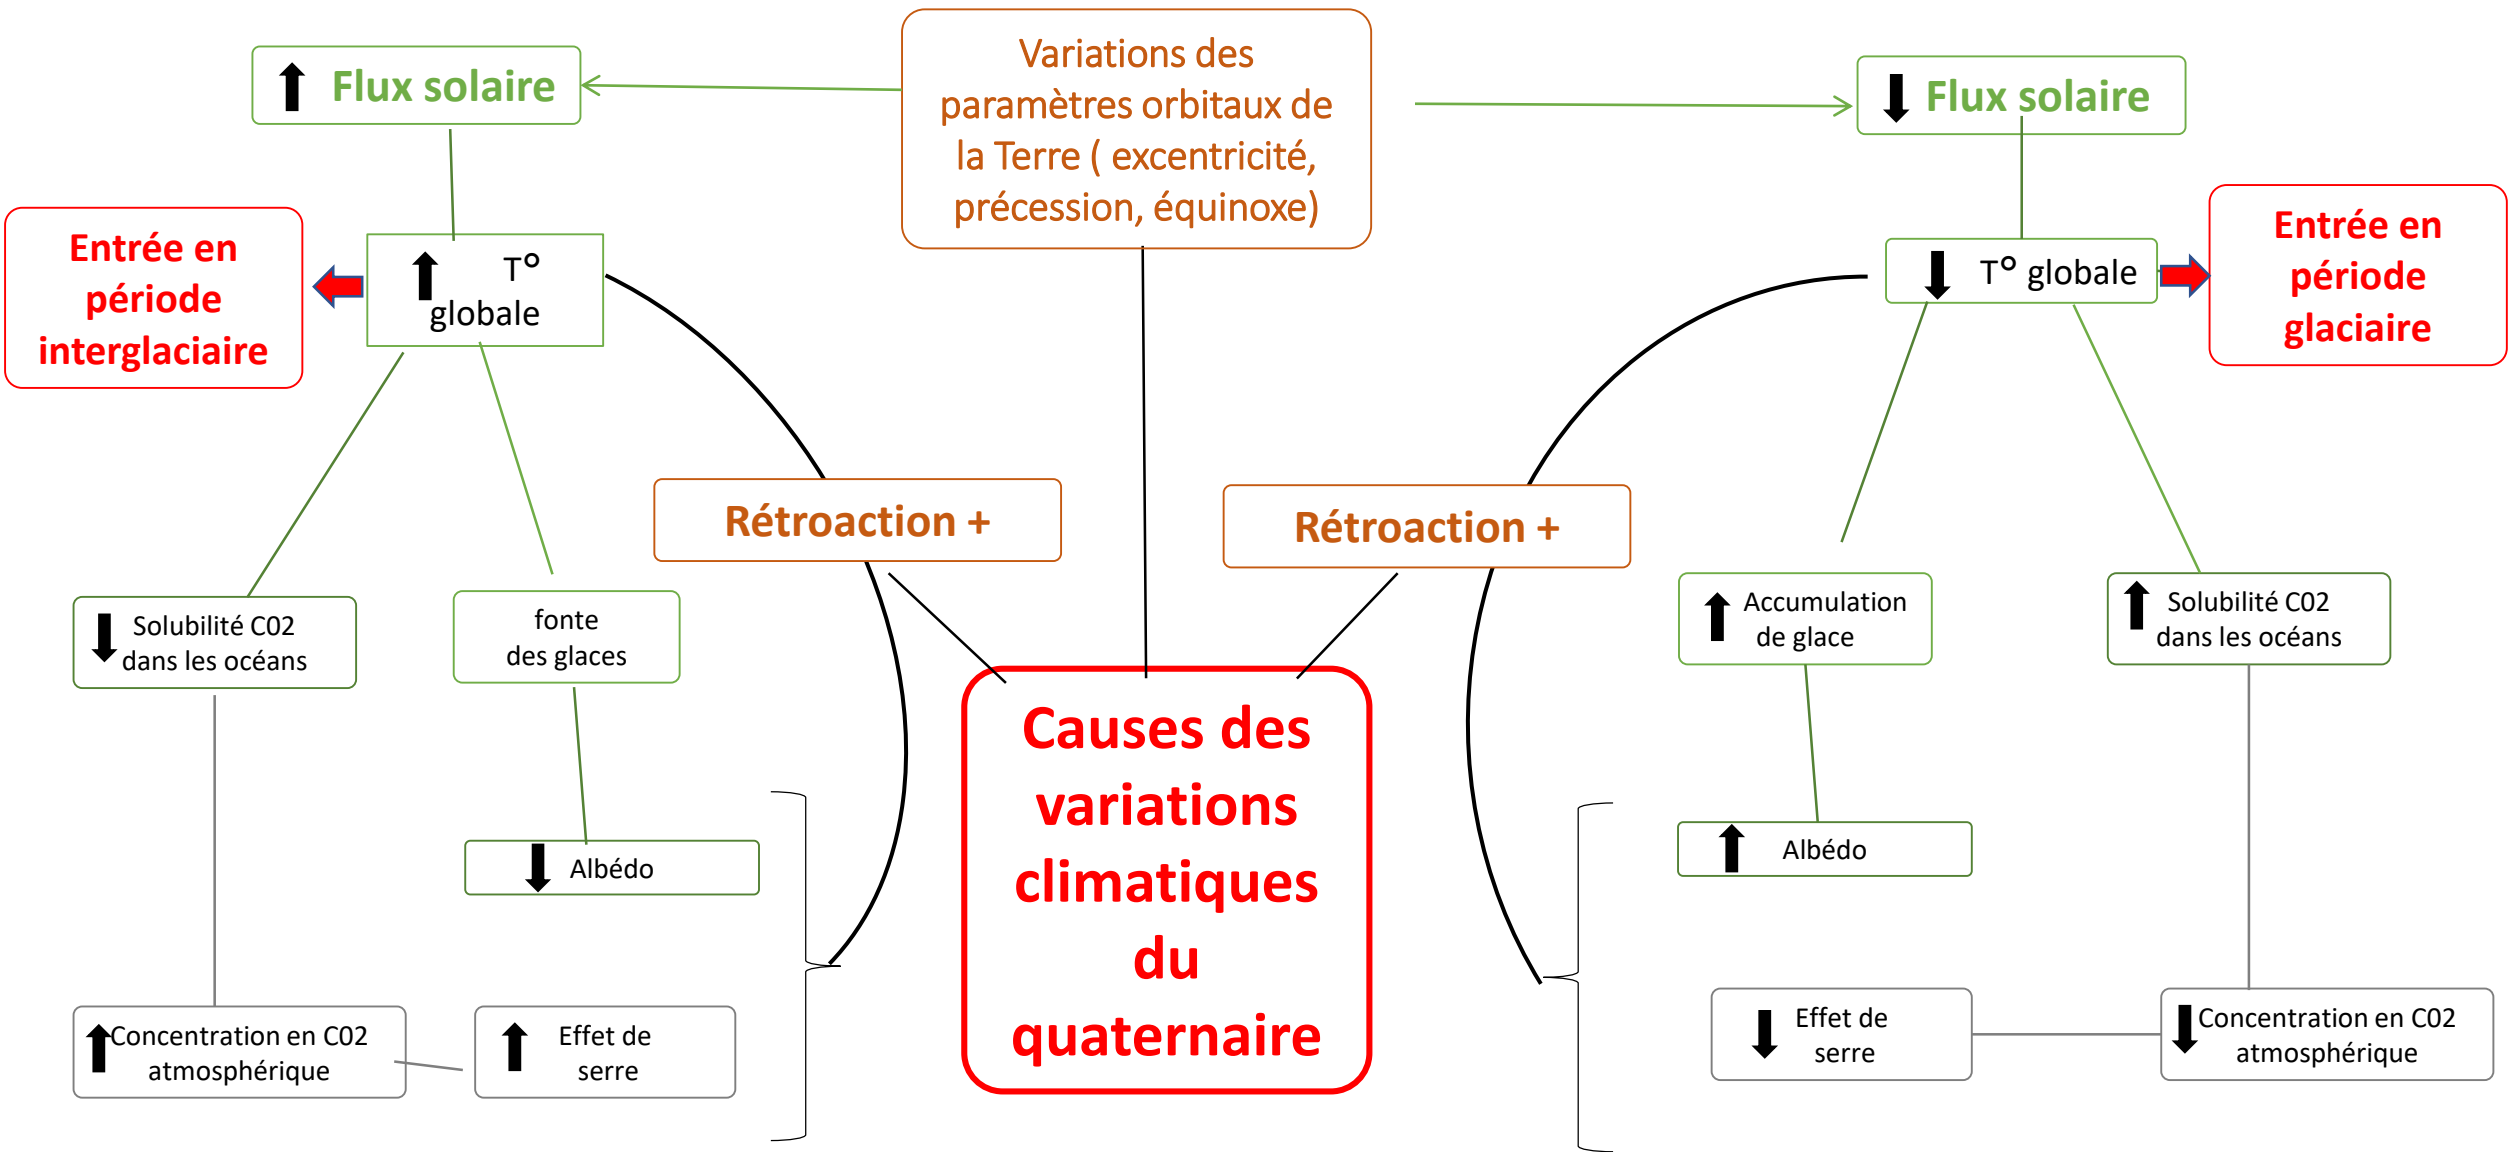 Variations des
paramètres orbitaux de
la Terre ( excentricité,
précession, équinoxe)
Flux solaire
Flux solaire
Entrée en
période
interglaciaire
T°
globale
T° globale
Entrée en
période
glaciaire
Rétroaction +
Rétroaction +
Solubilité C02
dans les océans
fonte
des glaces
Accumulation
de glace
Solubilité C02
dans les océans
Causes des
variations
climatiques
du
quaternaire
Albédo
Albédo
Concentration en C02
atmosphérique
Effet de
serre
Effet de
serre
Concentration en C02
atmosphérique